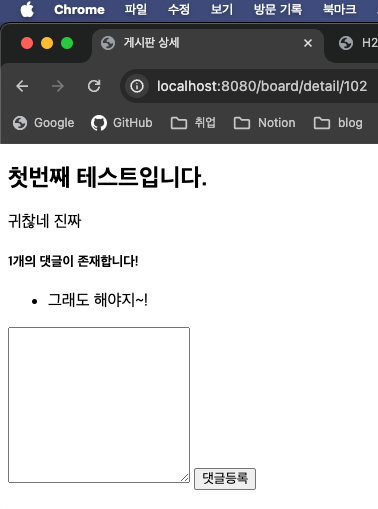 Chrome 파일 수정 보기 방문 기록 북마크
게시판 상세 H2
localhost:8080/board/detail/102
Google GitHub 취업 Notion blog
첫번째 테스트입니다.
귀찮네 진짜
1개의 댓글이 존재합니다!
그래도 해야지~!
댓글등록